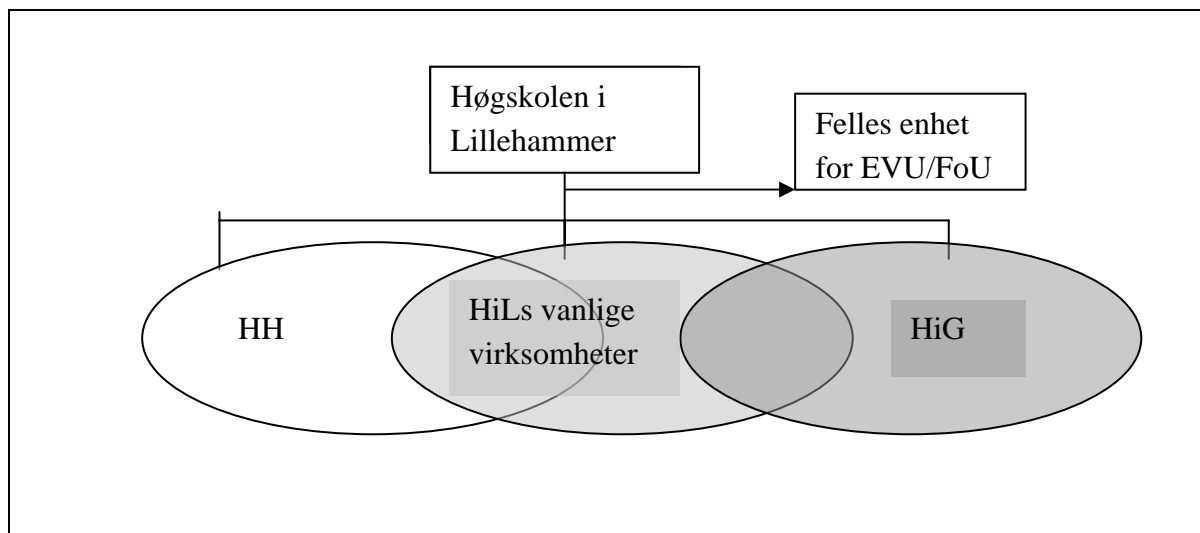 Høgskolen i
Lillehammer
Felles enhet
for EVU/FoU
HH
HiLs vanlige
virksomheter
HiG